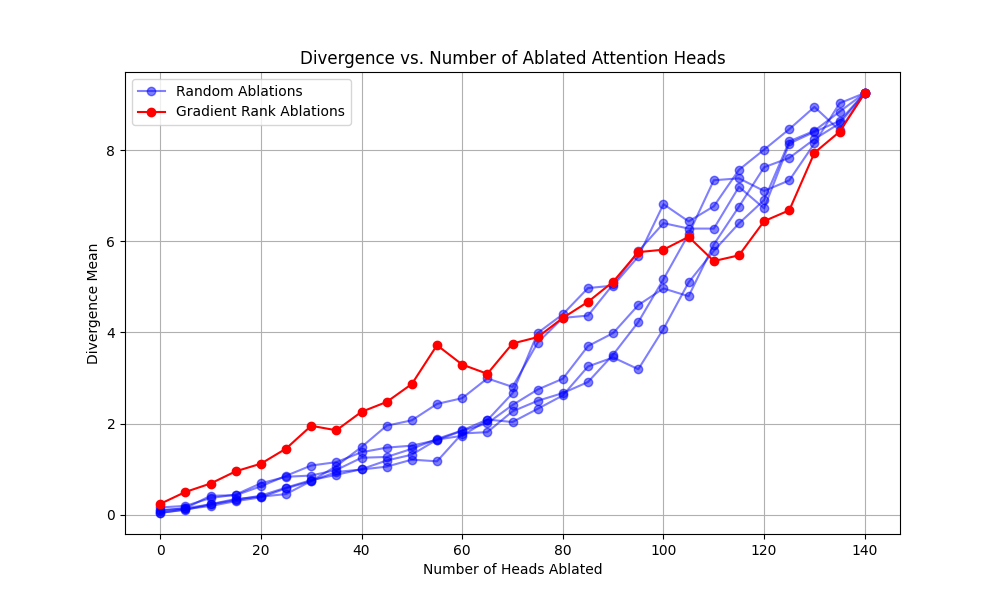 Divergence vs. Number of Ablated Attention Heads
Random Ablations
Gradient Rank Ablations
Divergence Mean
8
6
4
2
0
0 20 40 60 80 100 120 140
Number of Heads Ablated